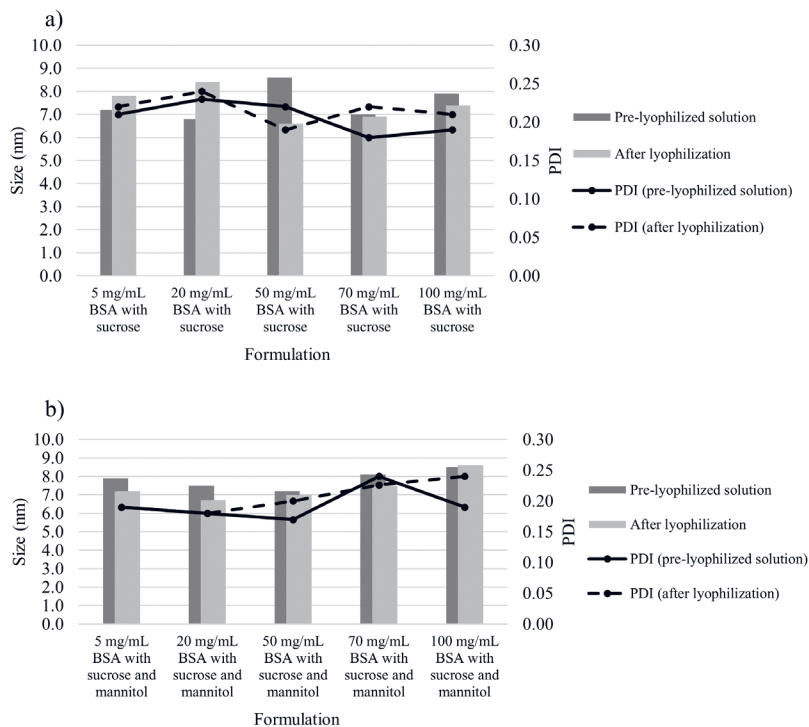 a)
10.0
9.0
8.0
7.0
6.0
5.0
4.0
3.0
2.0
1.0
0.0
Size (nm)
0.30
0.25
0.20
0.15
0.10
0.05
0.00
PDI
5 mg/mL
BSA with
sucrose
20 mg/mL
BSA with
sucrose
50 mg/mL
BSA with
sucrose
70 mg/mL
BSA with
sucrose
100 mg/mL
BSA with
sucrose
Formulation
Pre-lyophilized solution
After lyophilization
PDI (pre-lyophilized solution)
PDI (after lyophilization)
b)
10.0
9.0
8.0
7.0
6.0
5.0
4.0
3.0
2.0
1.0
0.0
Size (nm)
0.30
0.25
0.20
0.15
0.10
0.05
0.00
PDI
5 mg/mL
BSA with
sucrose and
mannitol
20 mg/mL
BSA with
sucrose and
mannitol
50 mg/mL
BSA with
sucrose and
mannitol
70 mg/mL
BSA with
sucrose and
mannitol
100 mg/mL
BSA with
sucrose and
mannitol
Formulation
Pre-lyophilized solution
After lyophilization
PDI (pre-lyophilized solution)
PDI (after lyophilization)